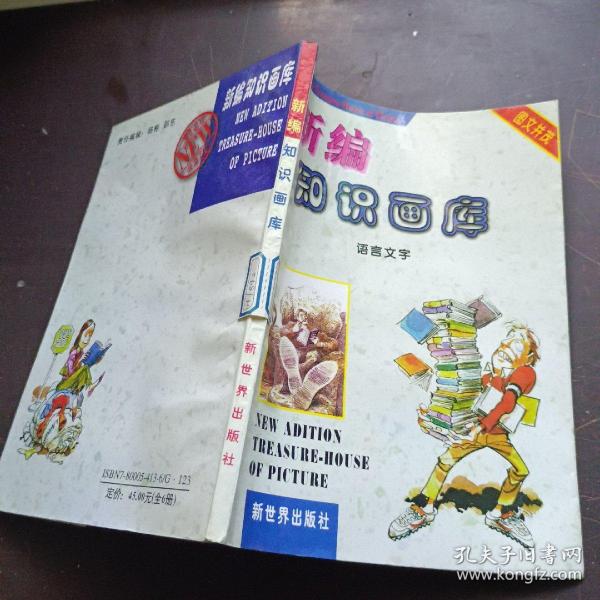 新编知识画库
NEW ADITION
TREASURE-HOUSE
OF PICTURE
ISBN7-80005-413-6/G·123
定价：45.00元(全6册)
新编知识画库
新世界出版社
图文并茂
新编
知识画库
语言文字
NEW ADITION
TREASURE-HOUSE
OF PICTURE
新世界出版社
孔夫子旧书网
www.kongfz.com